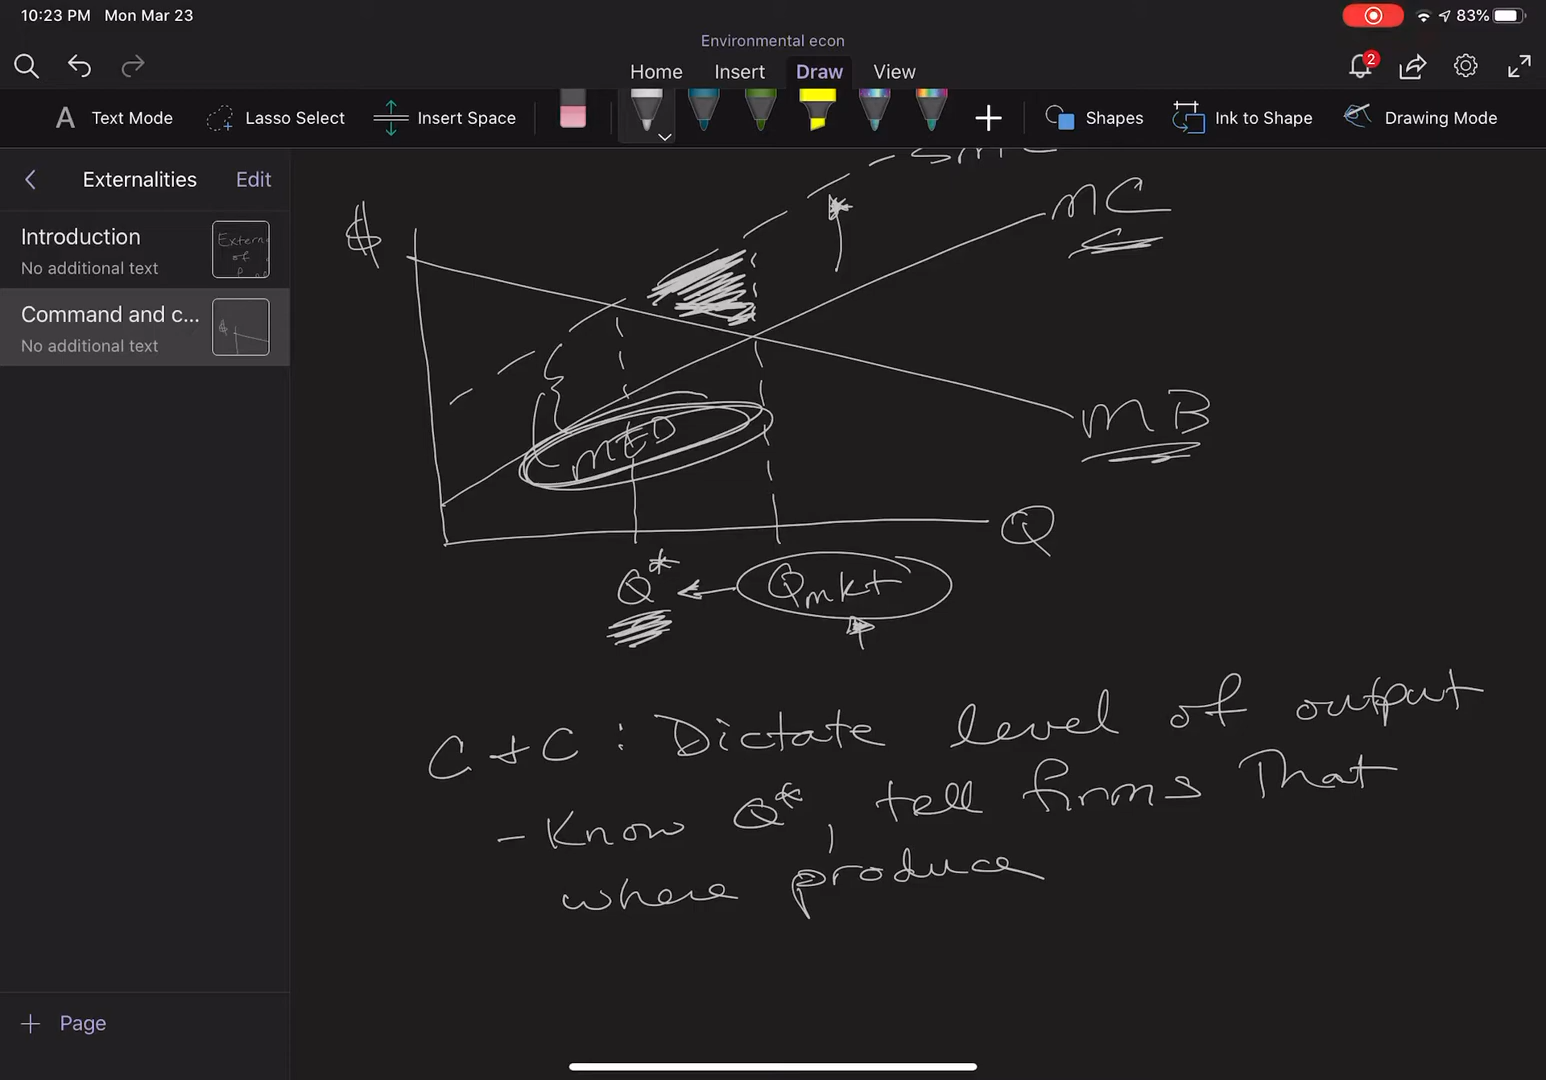 10:23 PM Mon Mar 23
83%
Environmental econ
Home Insert Draw View
2
A Text Mode Lasso Select Insert Space Shapes Ink to Shape Drawing Mode
Externalities Edit
Introduction
No additional text
Command and c...
No additional text
Page
$
SMC
MC
MB
MED
Q
Q*
Qmkt
C + C : Dictate level of output
- Know Q*, tell firms That
where produce